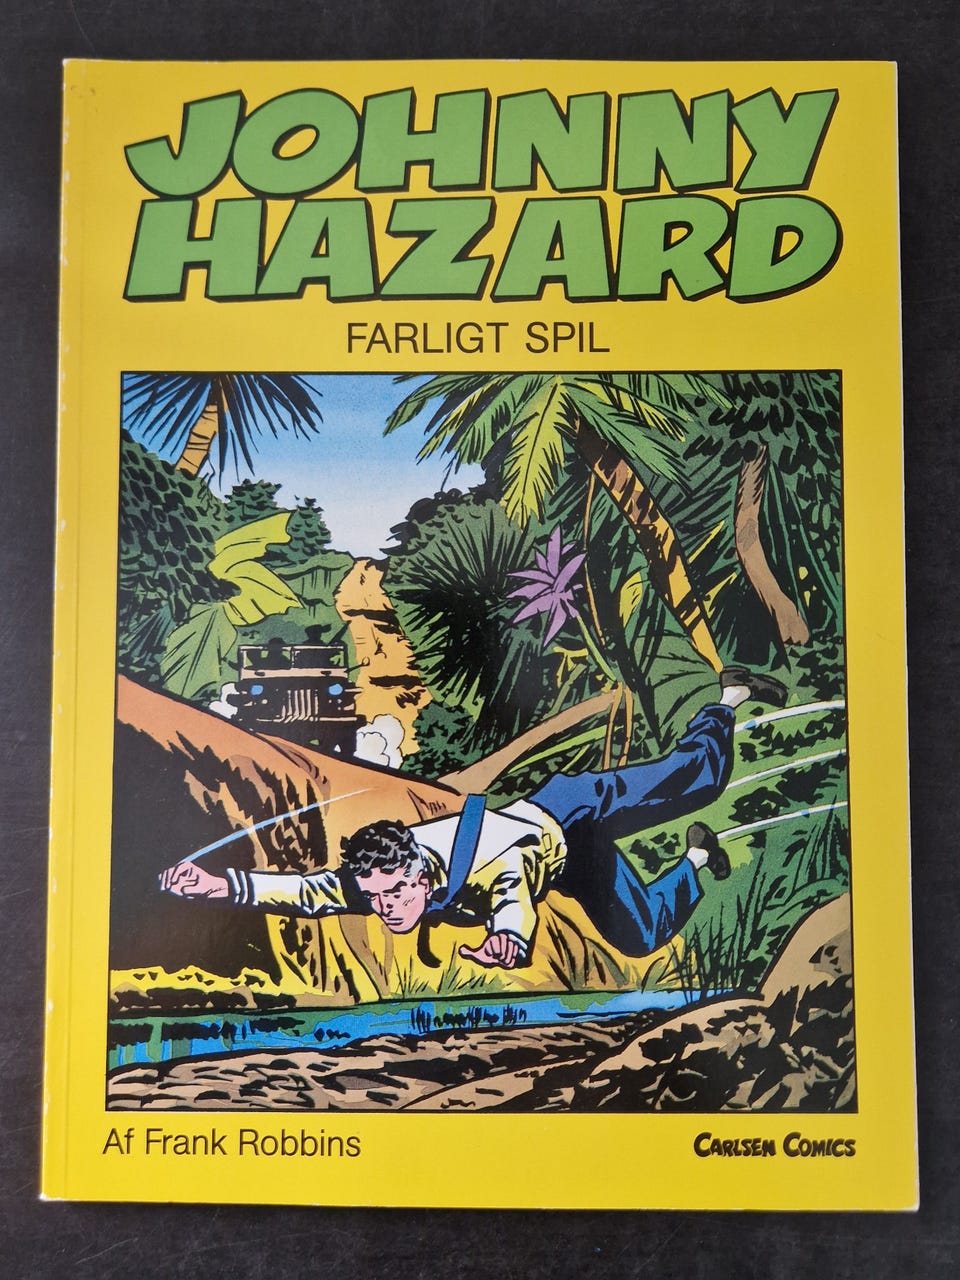 JOHNNY
HAZARD
FARLIGT SPIL
Af Frank Robbins
CARLSEN COMICS